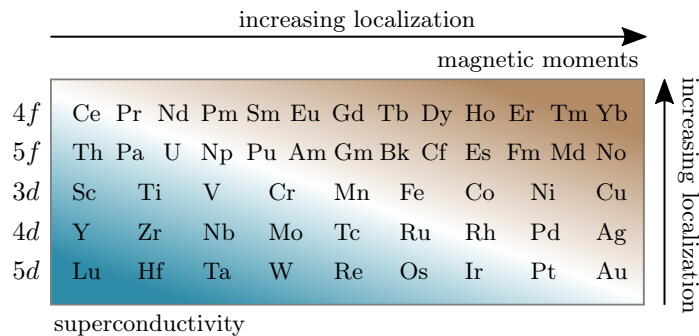 increasing localization
magnetic moments
4f Ce Pr Nd Pm Sm Eu Gd Tb Dy Ho Er Tm Yb
5f Th Pa U Np Pu Am Gm Bk Cf Es Fm Md No
3d Sc Ti V Cr Mn Fe Co Ni Cu
4d Y Zr Nb Mo Tc Ru Rh Pd Ag
5d Lu Hf Ta W Re Os Ir Pt Au
superconductivity
increasing localization